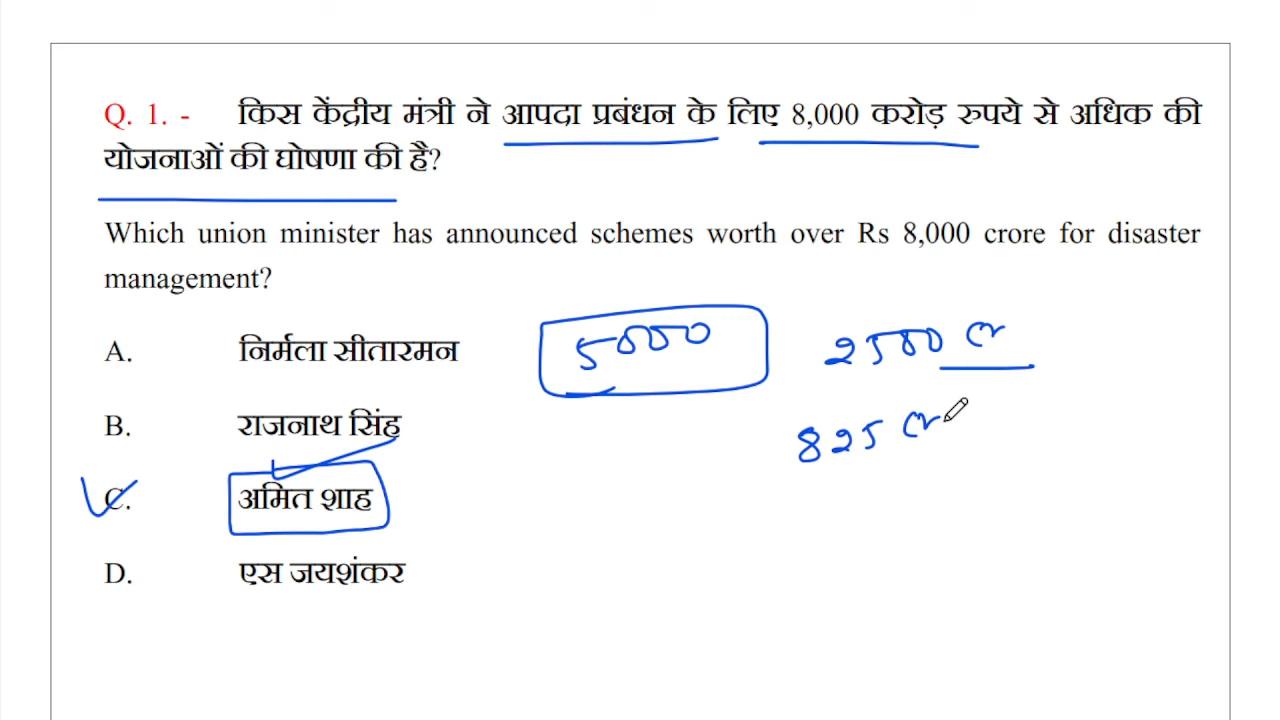 Q. 1. - किस केंद्रीय मंत्री ने आपदा प्रबंधन के लिए 8,000 करोड़ रुपये से अधिक की
योजनाओं की घोषणा की है?
Which union minister has announced schemes worth over Rs 8,000 crore for disaster
management?
A. निर्मला सीतारमन
5000
2500 cr
B. राजनाथ सिंह
825 cr
C. अमित शाह
D. एस जयशंकर